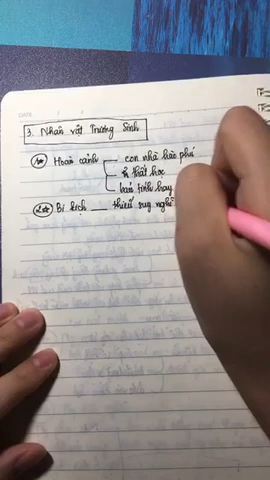 DATE
3. Nhân vật Trương Sinh
1 Hoàn cảnh con nhà hào phú
ít thất học
bản tính hay
2 Bi kịch thiếu suy nghĩ